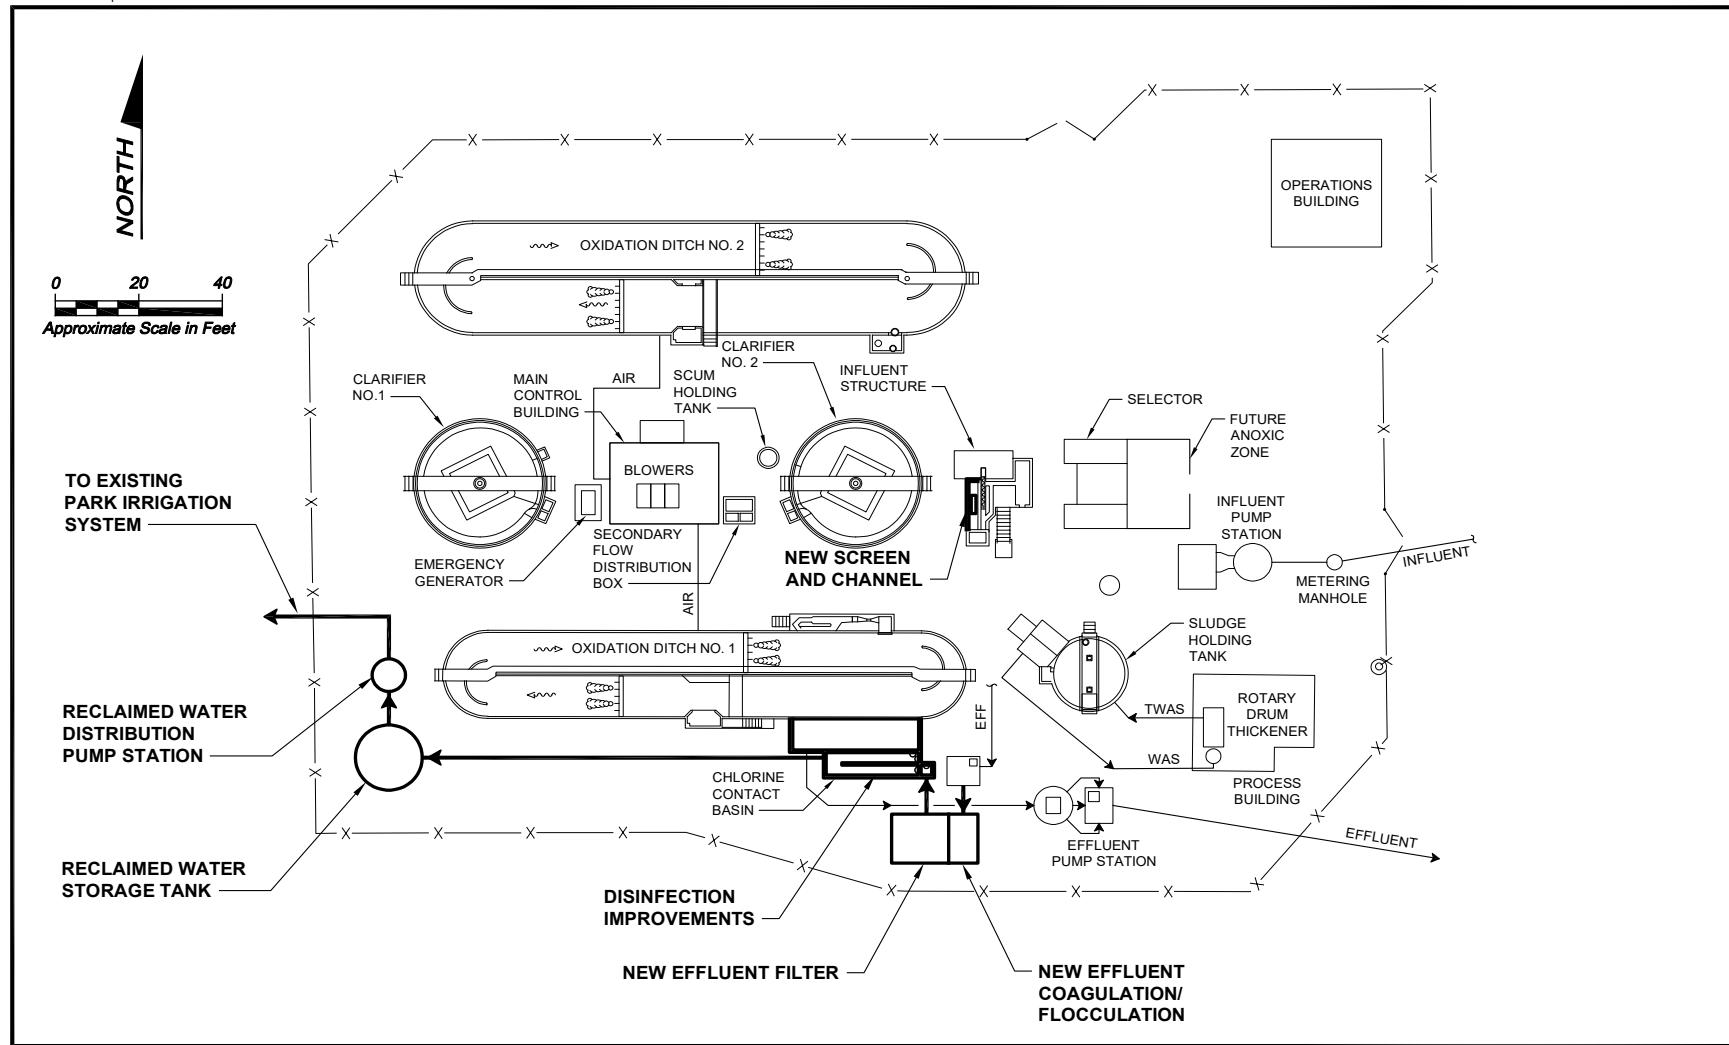 NORTH
0 20 40
Approximate Scale in Feet
OPERATIONS
BUILDING
OXIDATION DITCH NO. 2
CLARIFIER
NO.1
MAIN
CONTROL
BUILDING
AIR
SCUM
HOLDING
TANK
CLARIFIER
NO. 2
INFLUENT
STRUCTURE
SELECTOR
FUTURE
ANOXIC
ZONE
BLOWERS
TO EXISTING
PARK IRRIGATION
SYSTEM
EMERGENCY
GENERATOR
SECONDARY
FLOW
DISTRIBUTION
BOX
AIR
NEW SCREEN
AND CHANNEL
INFLUENT
PUMP
STATION
METERING
MANHOLE
INFLUENT
OXIDATION DITCH NO. 1
SLUDGE
HOLDING
TANK
EFF
TWAS
WAS
ROTARY
DRUM
THICKENER
PROCESS
BUILDING
RECLAIMED WATER
DISTRIBUTION
PUMP STATION
CHLORINE
CONTACT
BASIN
EFFLUENT
PUMP STATION
EFFLUENT
RECLAIMED WATER
STORAGE TANK
DISINFECTION
IMPROVEMENTS
NEW EFFLUENT FILTER
NEW EFFLUENT
COAGULATION/
FLOCCULATION